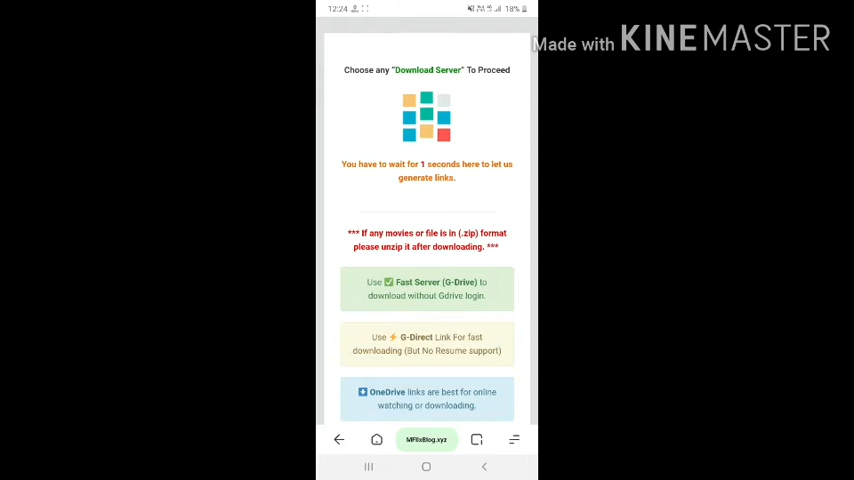 12:24
18%
Made with KINEMASTER
Choose any "Download Server" To Proceed
You have to wait for 1 seconds here to let us
generate links.
*** If any movies or file is in (.zip) format
please unzip it after downloading. ***
Use ✅ Fast Server (G-Drive) to
download without Gdrive login.
Use ⚡ G-Direct Link For fast
downloading (But No Resume support)
OneDrive links are best for online
watching or downloading.
MFlixBlog.xyz